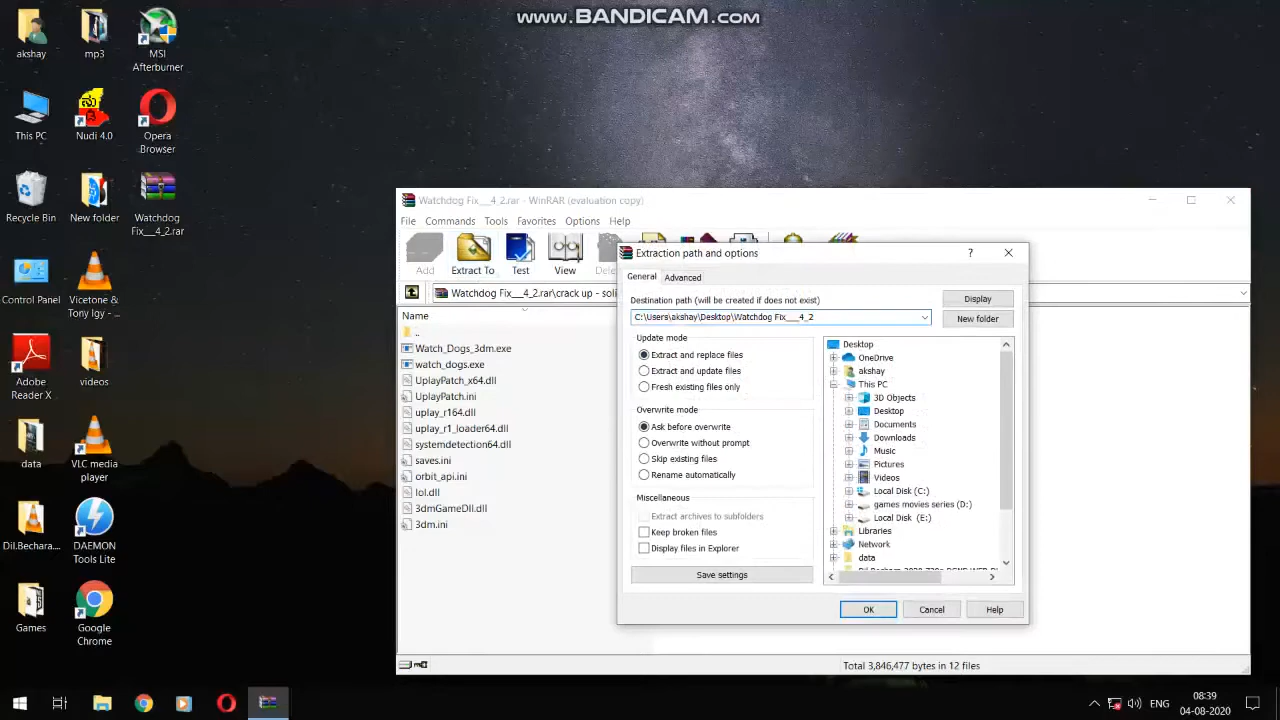 www.BANDICAM.com
akshay
mp3
MSI
Afterburner
This PC
Nudi 4.0
Opera
Browser
Recycle Bin
New folder
Watchdog
Fix___4_2.rar
Control Panel
Vicetone &
Tony Igy - ...
Adobe
Reader X
videos
data
VLC media
player
Dil.Bechara....
DAEMON
Tools Lite
Games
Google
Chrome
Watchdog Fix___4_2.rar - WinRAR (evaluation copy)
File Commands Tools Favorites Options Help
Add Extract To Test View
Watchdog Fix___4_2.rar\crack up - soli
Name
..
Watch_Dogs_3dm.exe
watch_dogs.exe
UplayPatch_x64.dll
UplayPatch.ini
uplay_r164.dll
uplay_r1_loader64.dll
systemdetection64.dll
saves.ini
orbit_api.ini
lol.dll
3dmGameDll.dll
3dm.ini
Total 3,846,477 bytes in 12 files
Extraction path and options
?
General Advanced
Destination path (will be created if does not exist)
C:\Users\akshay\Desktop\Watchdog Fix___4_2
Display
New folder
Update mode
Extract and replace files
Extract and update files
Fresh existing files only
Overwrite mode
Ask before overwrite
Overwrite without prompt
Skip existing files
Rename automatically
Miscellaneous
Extract archives to subfolders
Keep broken files
Display files in Explorer
Save settings
Desktop
OneDrive
akshay
This PC
3D Objects
Desktop
Documents
Downloads
Music
Pictures
Videos
Local Disk (C:)
games movies series (D:)
Local Disk (E:)
Libraries
Network
data
OK Cancel Help
ENG
08:39
04-08-2020